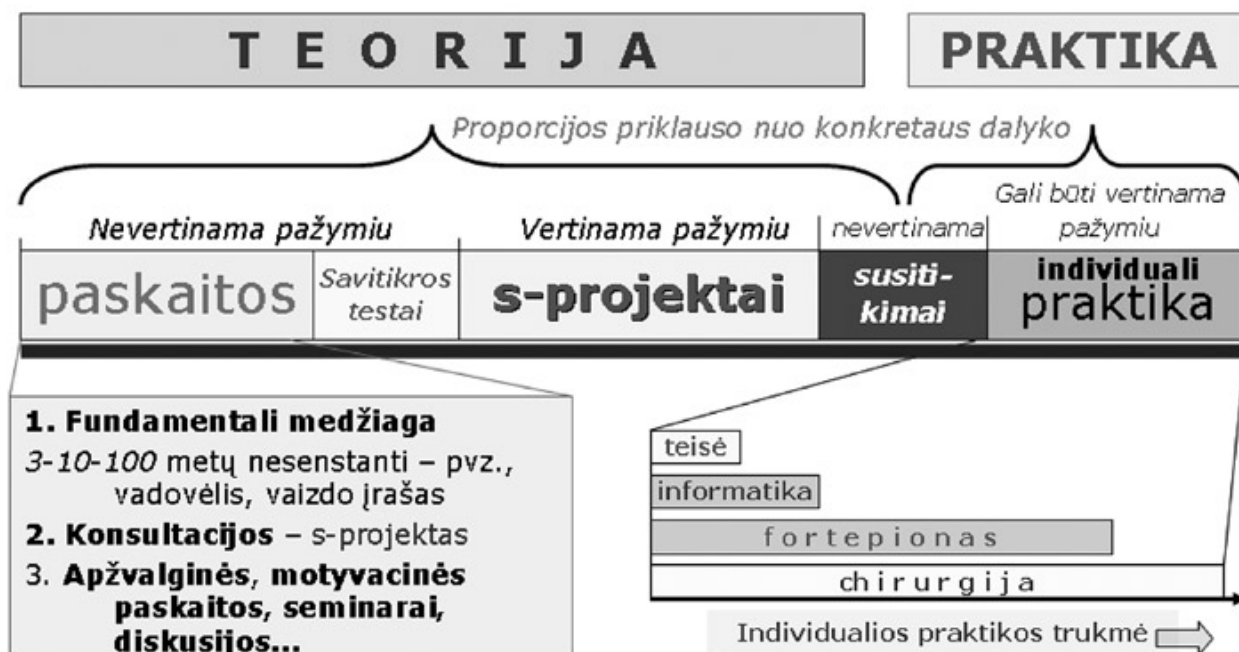 TEORIJA
PRAKTIKA
Proporcijos priklauso nuo konkretaus dalyko
Nevertinama pažymiu
Vertinama pažymiu
nevertinama
Gali būti vertinama
pažymiu
paskaitos
Savitikros
testai
s-projektai
susiti-
kimai
individuali
praktika
1. Fundamentali medžiaga
3-10-100 metų nesenstanti – pvz.,
vadovėlis, vaizdo įrašas
2. Konsultacijos – s-projektas
3. Apžvalginės, motyvacinės
paskaitos, seminarai,
diskusijos...
teisė
informatika
fortepionas
chirurgija
Individualios praktikos trukmė